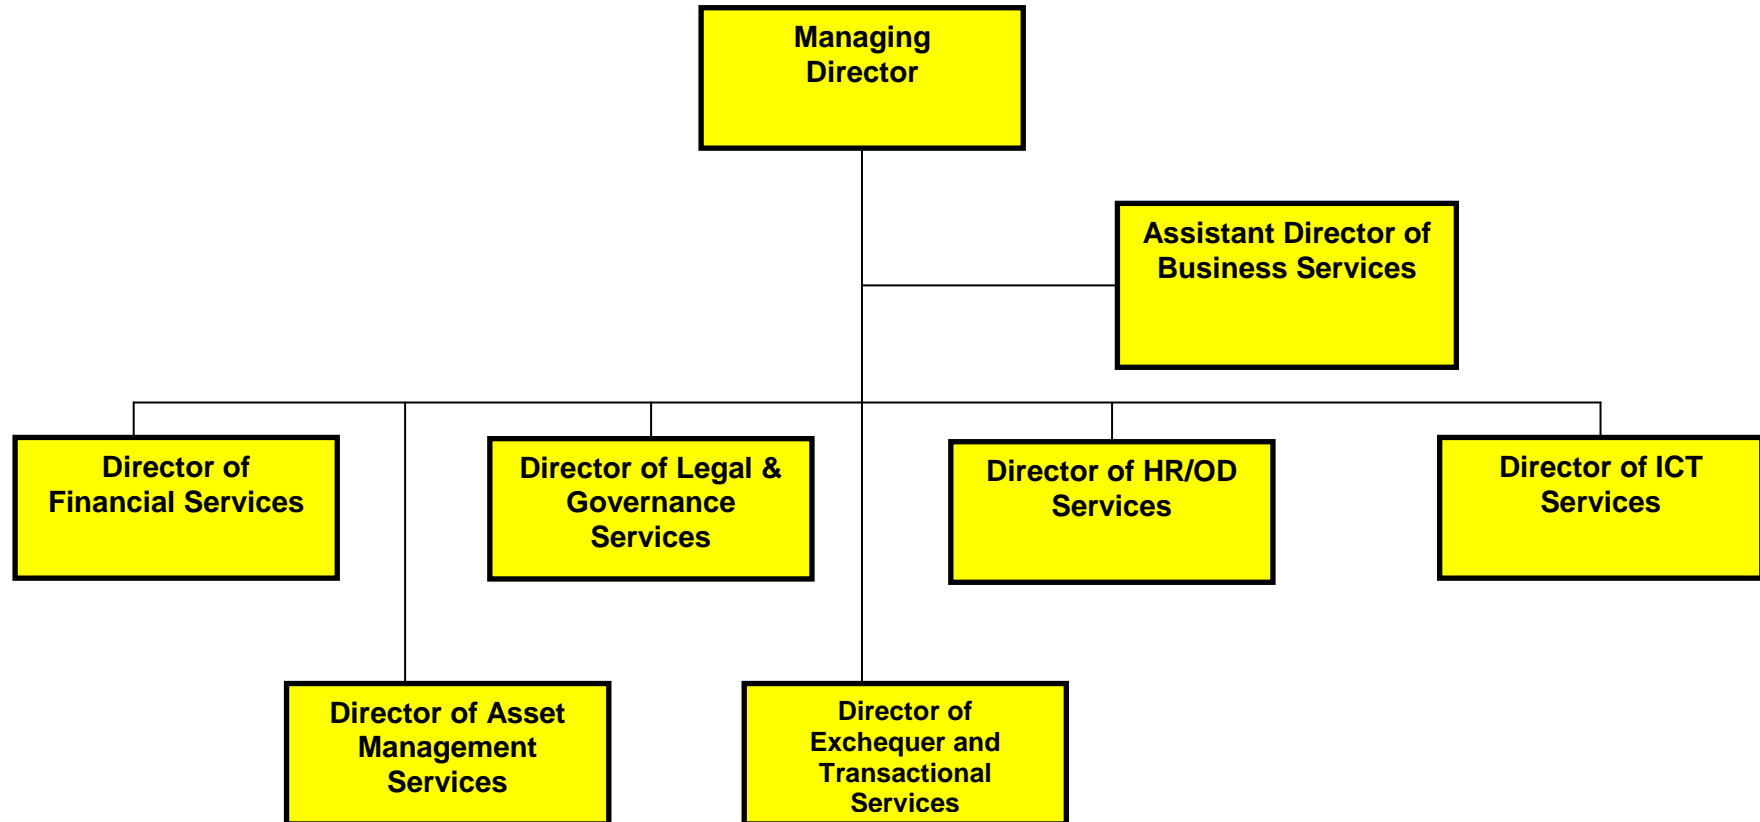 Managing
Director
Assistant Director of
Business Services
Director of
Financial Services
Director of Legal &
Governance
Services
Director of HR/OD
Services
Director of ICT
Services
Director of Asset
Management
Services
Director of
Exchequer and
Transactional
Services